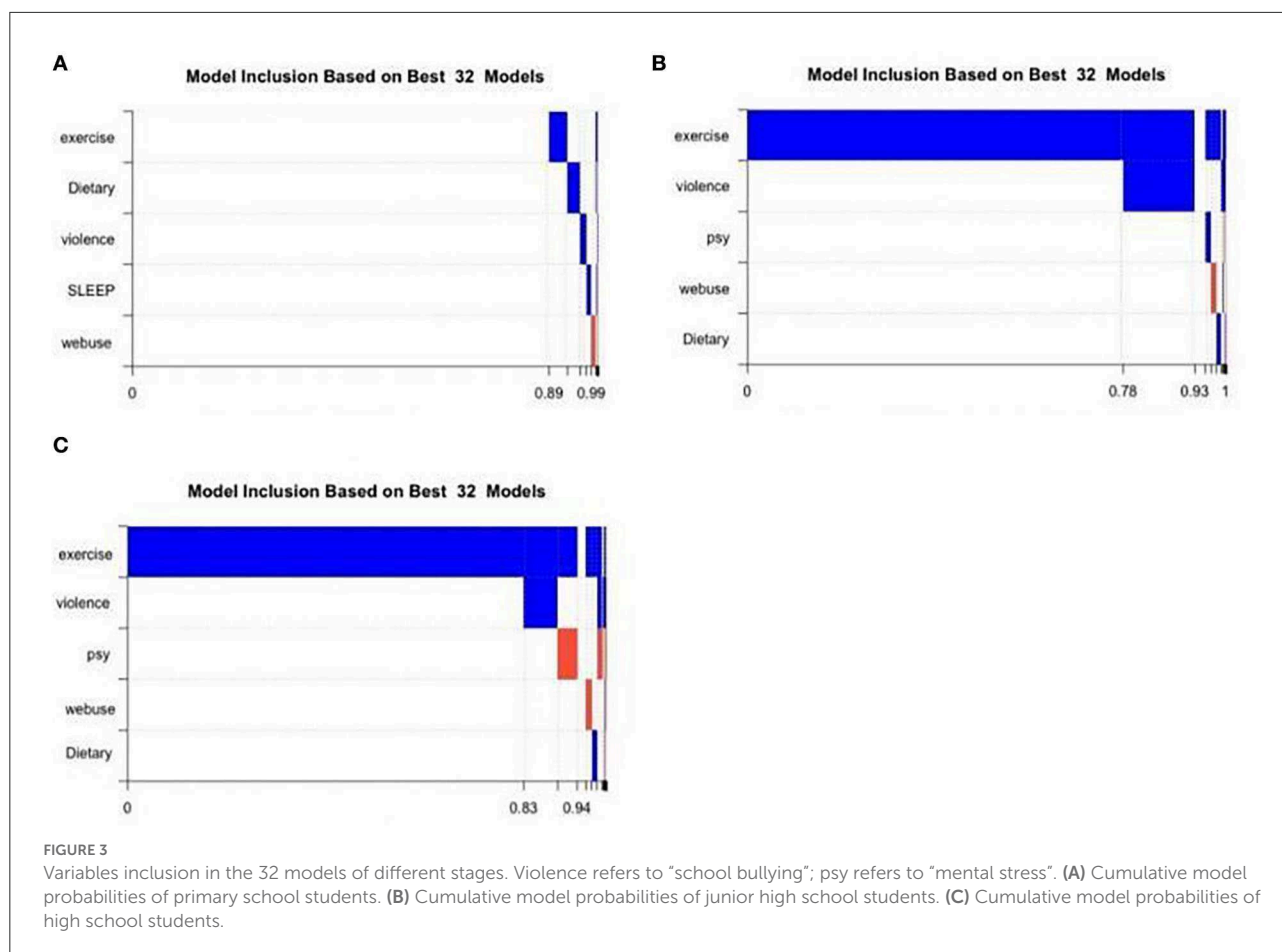 A
Model Inclusion Based on Best 32 Models
exercise
Dietary
violence
SLEEP
webuse
0 0.89 0.99
B
Model Inclusion Based on Best 32 Models
exercise
violence
psy
webuse
Dietary
0 0.78 0.93 1
C
Model Inclusion Based on Best 32 Models
exercise
violence
psy
webuse
Dietary
0 0.83 0.94
FIGURE 3
Variables inclusion in the 32 models of different stages. Violence refers to “school bullying”; psy refers to “mental stress”. (A) Cumulative model
probabilities of primary school students. (B) Cumulative model probabilities of junior high school students. (C) Cumulative model probabilities of
high school students.